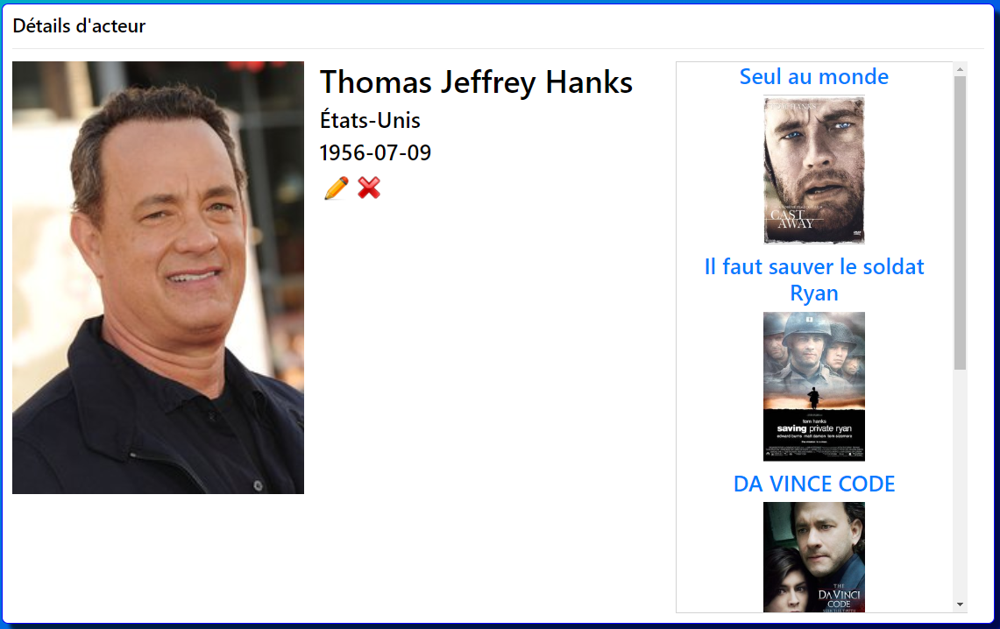 Détails d'acteur
Thomas Jeffrey Hanks
États-Unis
1956-07-09
Seul au monde
CAST
AWAY
Il faut sauver le soldat
Ryan
tom hanks
saving private ryan
edward burns matt damon tom sizemore
DA VINCE CODE
THE
DA VINCI
CODE